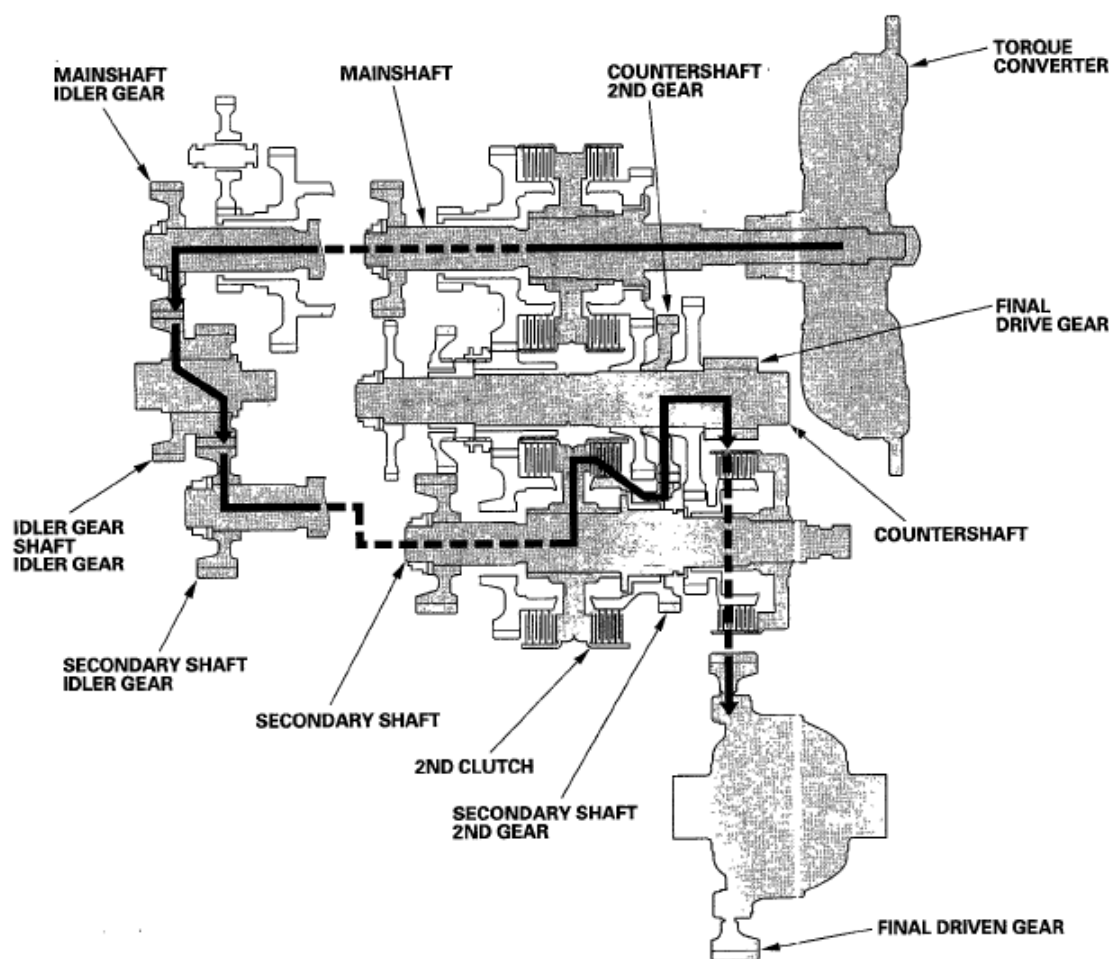 TORQUE
CONVERTER
MAINSHAFT
IDLER GEAR
MAINSHAFT
COUNTERSHAFT
2ND GEAR
FINAL
DRIVE GEAR
IDLER GEAR
SHAFT
IDLER GEAR
COUNTERSHAFT
SECONDARY SHAFT
IDLER GEAR
SECONDARY SHAFT
2ND CLUTCH
SECONDARY SHAFT
2ND GEAR
FINAL DRIVEN GEAR